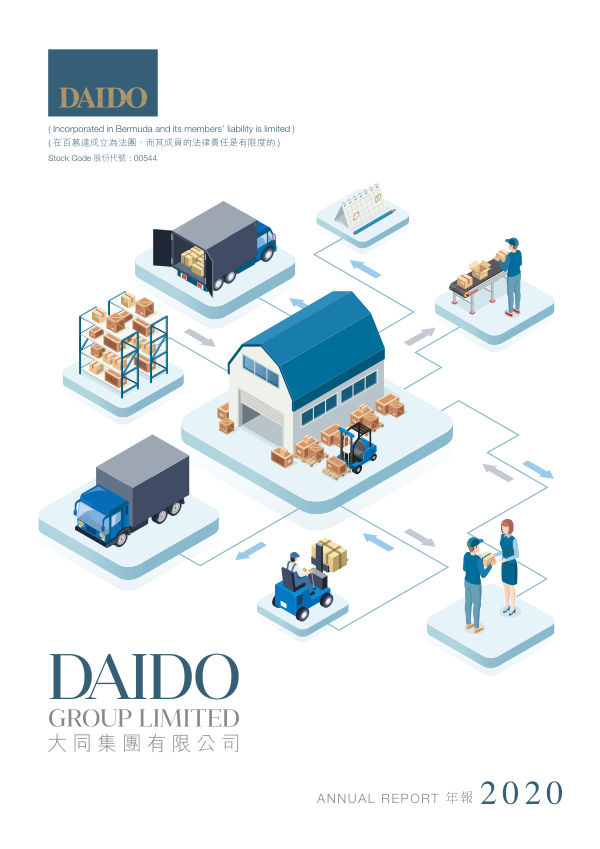 DAIDO
( Incorporated in Bermuda and its members' liability is limited )
( 在百慕達成立為法團，而其成員的法律責任是有限度的 )
Stock Code 股份代號 : 00544
DAIDO
GROUP LIMITED
大同集團有限公司
ANNUAL REPORT 年報 2020